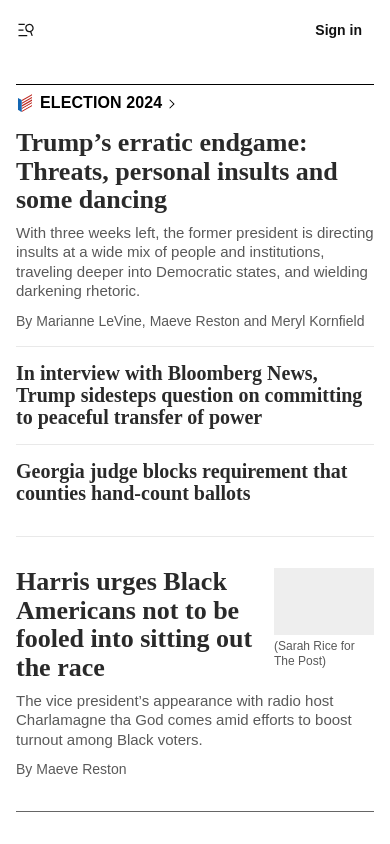 Sign in
ELECTION 2024
Trump’s erratic endgame:
Threats, personal insults and
some dancing
With three weeks left, the former president is directing
insults at a wide mix of people and institutions,
traveling deeper into Democratic states, and wielding
darkening rhetoric.
By Marianne LeVine, Maeve Reston and Meryl Kornfield
In interview with Bloomberg News,
Trump sidesteps question on committing
to peaceful transfer of power
Georgia judge blocks requirement that
counties hand-count ballots
Harris urges Black
Americans not to be
fooled into sitting out
the race
(Sarah Rice for
The Post)
The vice president’s appearance with radio host
Charlamagne tha God comes amid efforts to boost
turnout among Black voters.
By Maeve Reston